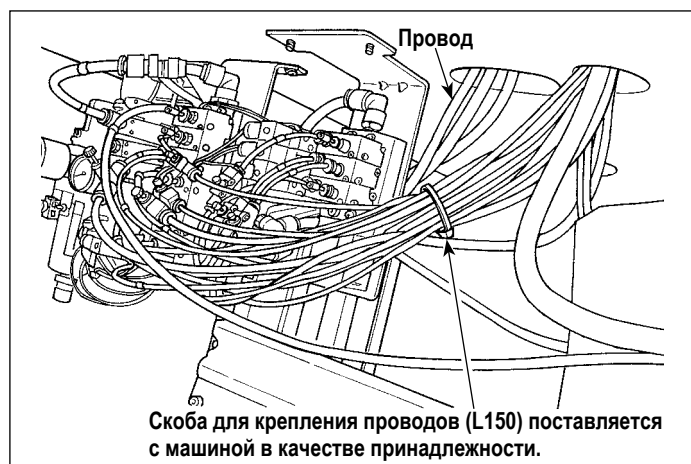 Провод
Скоба для крепления проводов (L150) поставляется
с машиной в качестве принадлежности.